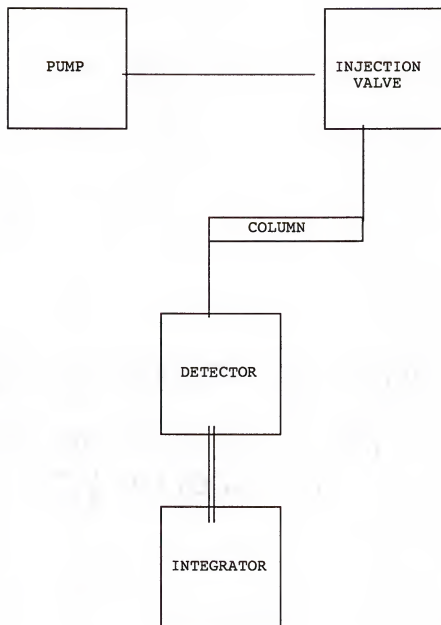 PUMP
INJECTION
VALVE
COLUMN
DETECTOR
INTEGRATOR